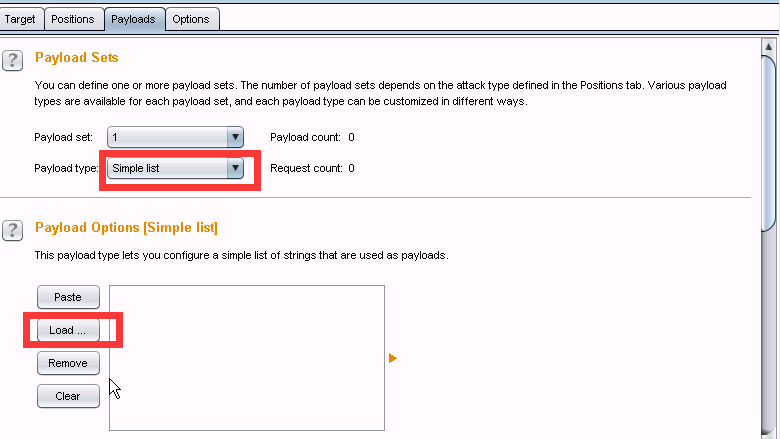 Target Positions Payloads Options
? Payload Sets
You can define one or more payload sets. The number of payload sets depends on the attack type defined in the Positions tab. Various payload
types are available for each payload set, and each payload type can be customized in different ways.
Payload set: 1 Payload count: 0
Payload type: Simple list Request count: 0
? Payload Options [Simple list]
This payload type lets you configure a simple list of strings that are used as payloads.
Paste
Load ...
Remove
Clear